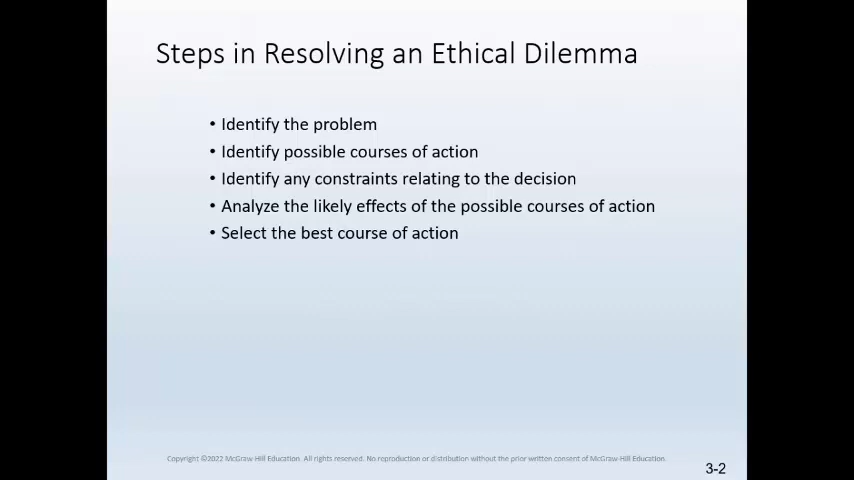 Steps in Resolving an Ethical Dilemma
• Identify the problem
• Identify possible courses of action
• Identify any constraints relating to the decision
• Analyze the likely effects of the possible courses of action
• Select the best course of action
Copyright ©2022 McGraw-Hill Education. All rights reserved. No reproduction or distribution without the prior written consent of McGraw-Hill Education.
3-2